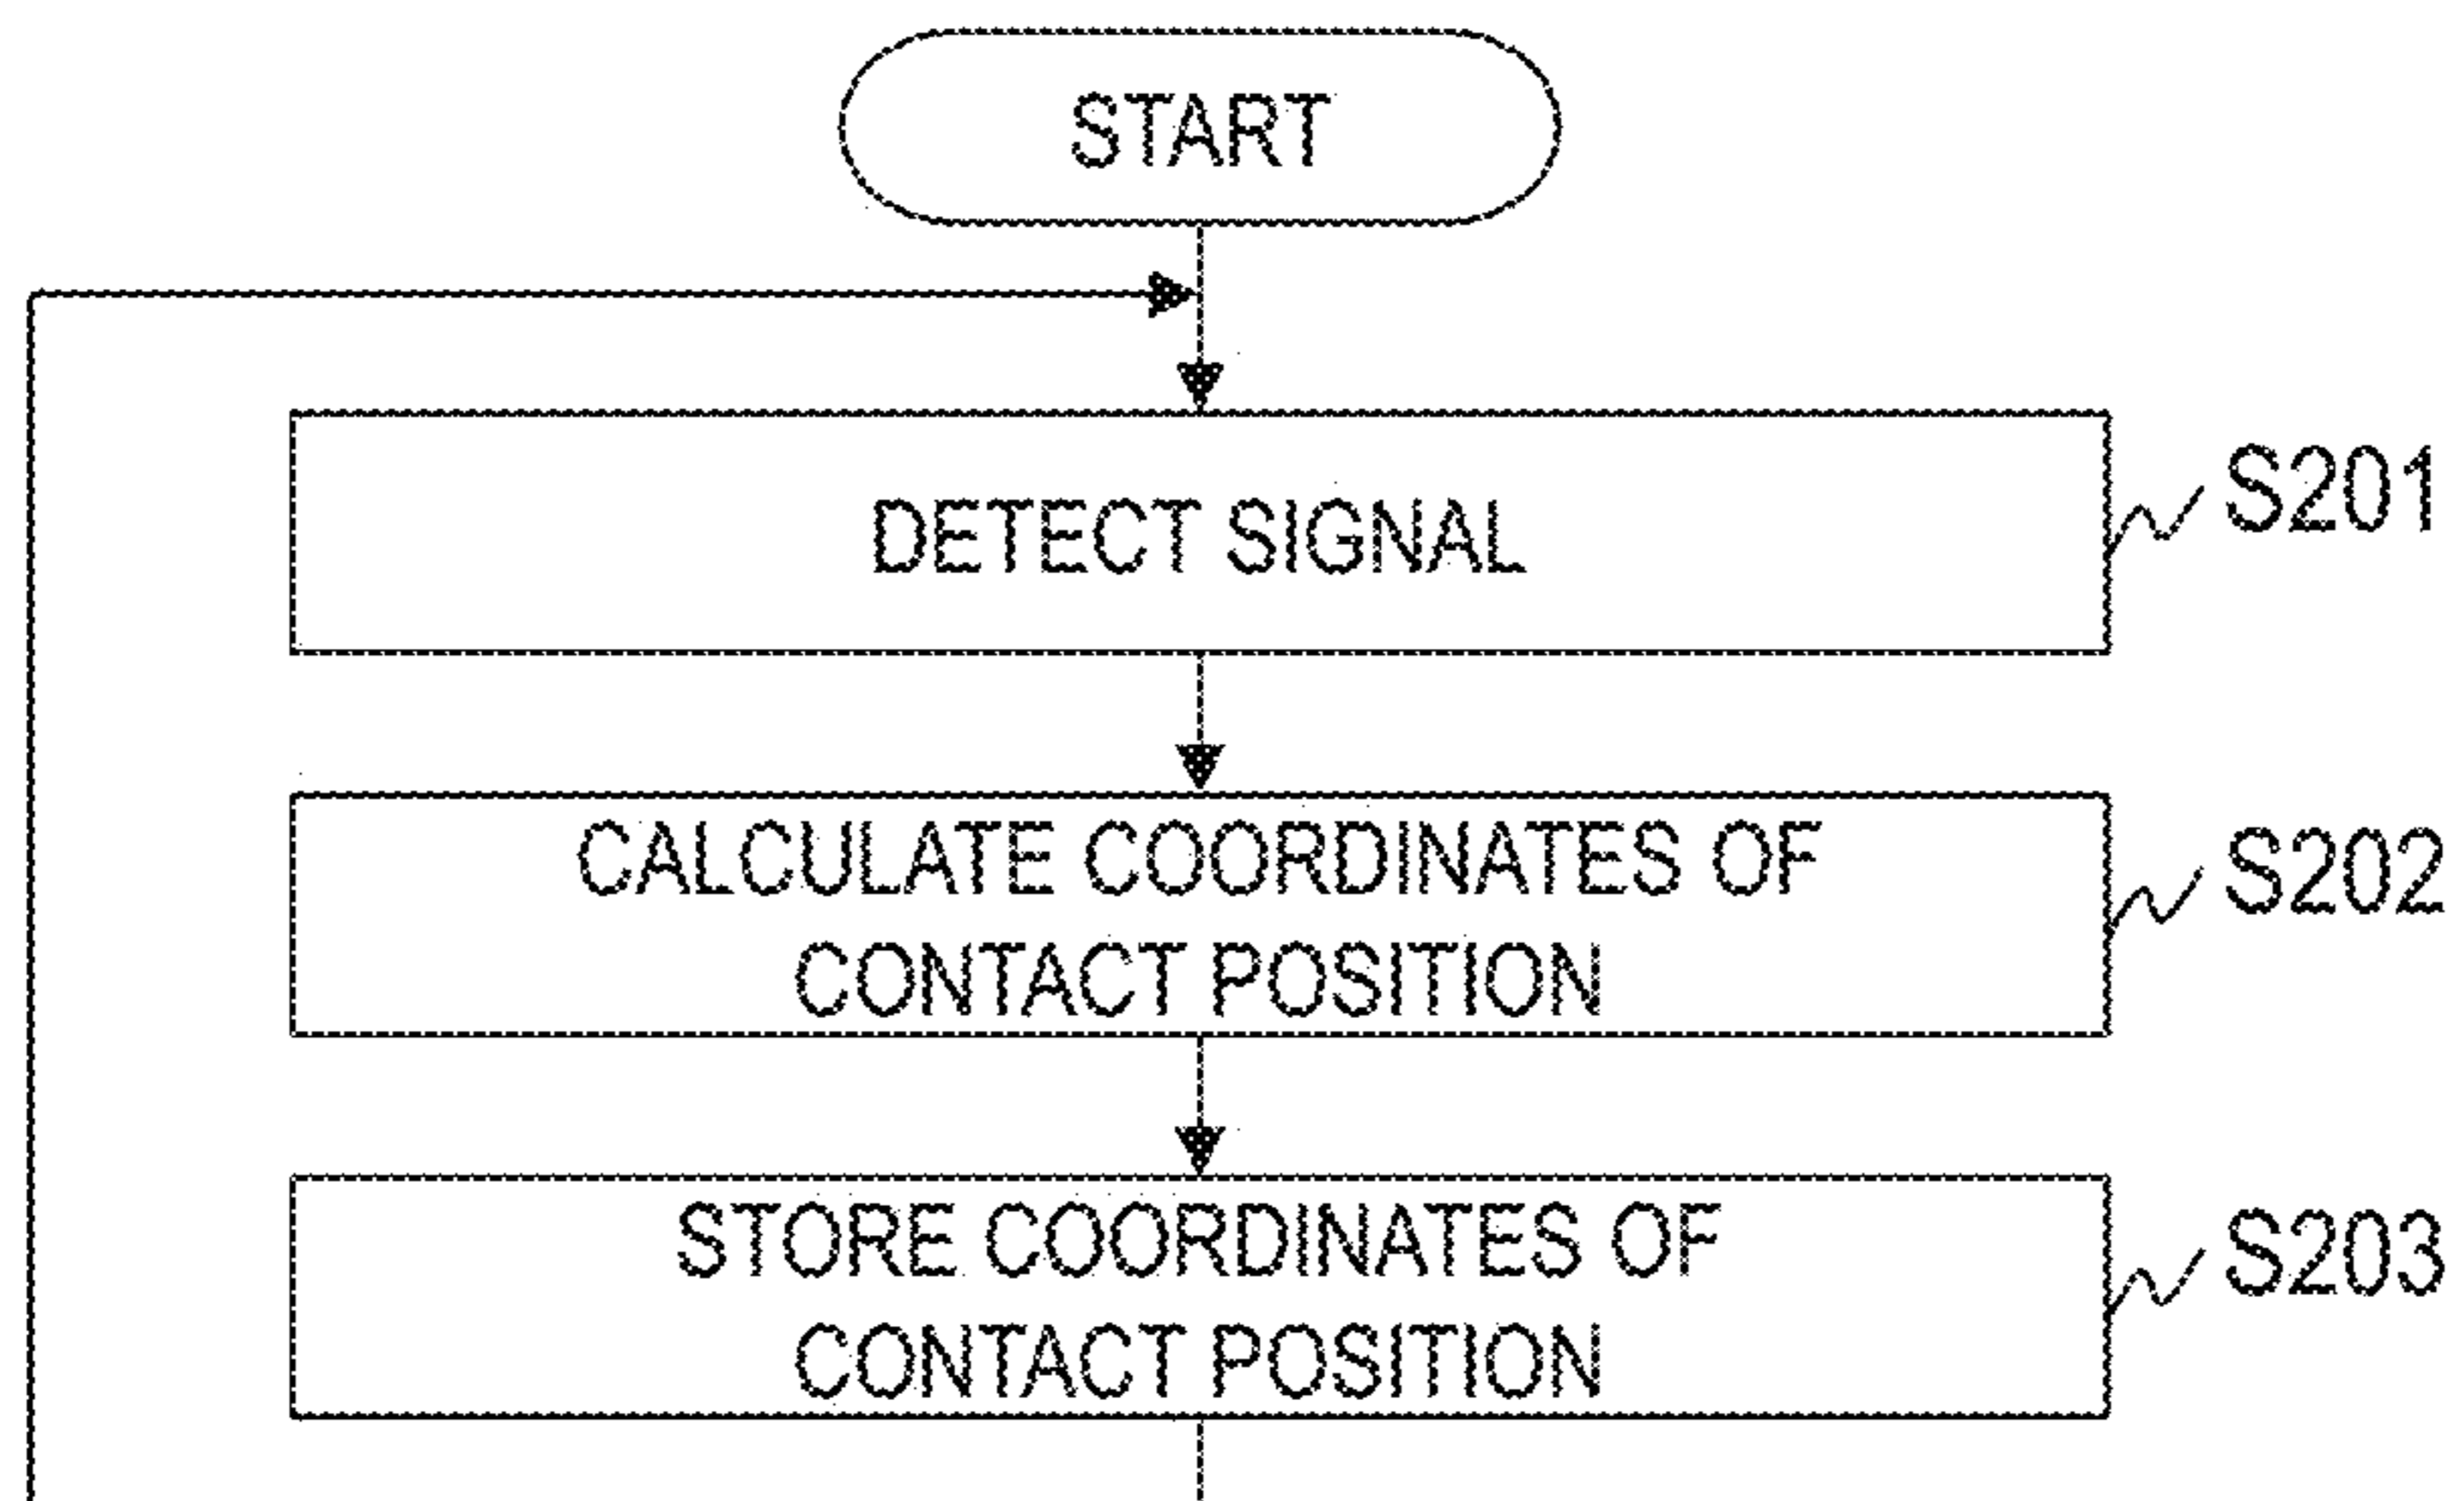 START
DETECT SIGNAL
S201
CALCULATE COORDINATES OF
CONTACT POSITION
S202
STORE COORDINATES OF
CONTACT POSITION
S203